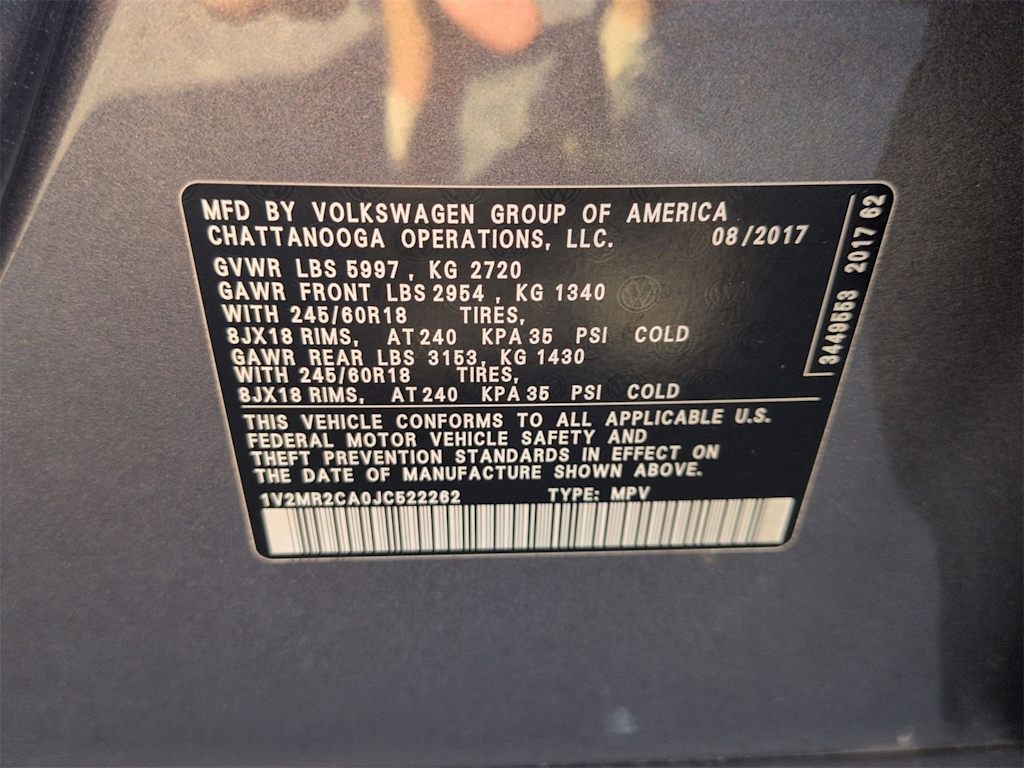 MFD BY VOLKSWAGEN GROUP OF AMERICA
CHATTANOOGA OPERATIONS, LLC. 08/2017
GVWR LBS 5997 , KG 2720
GAWR FRONT LBS 2954 , KG 1340
WITH 245/60R18 TIRES,
8JX18 RIMS, AT 240 KPA 35 PSI COLD
GAWR REAR LBS 3153, KG 1430
WITH 245/60R18 TIRES,
8JX18 RIMS, AT 240 KPA 35 PSI COLD
THIS VEHICLE CONFORMS TO ALL APPLICABLE U.S.
FEDERAL MOTOR VEHICLE SAFETY AND
THEFT PREVENTION STANDARDS IN EFFECT ON
THE DATE OF MANUFACTURE SHOWN ABOVE.
1V2MR2CA0JC522262 TYPE: MPV
3449553 2017 62